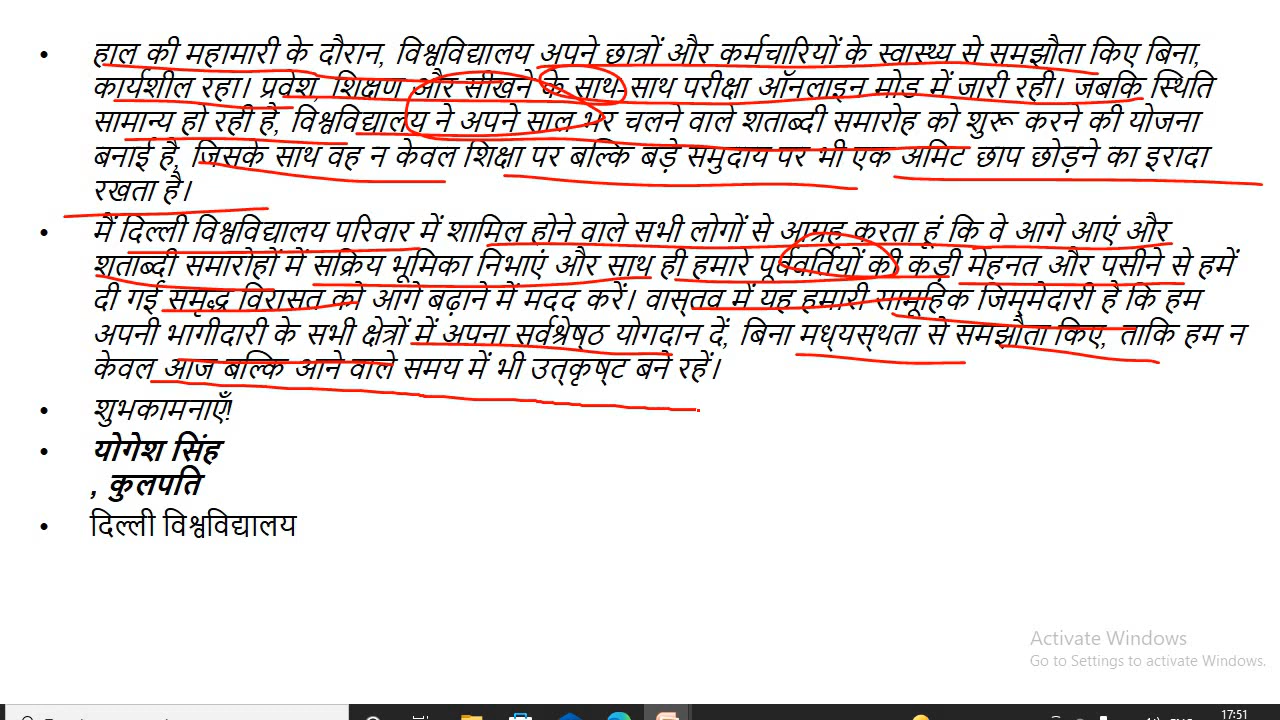 • हाल की महामारी के दौरान, विश्वविद्यालय अपने छात्रों और कर्मचारियों के स्वास्थ्य से समझौता किए बिना,
कार्यशील रहा। प्रवेश, शिक्षण और सीखने के साथ-साथ परीक्षा ऑनलाइन मोड में जारी रही। जबकि स्थिति
सामान्य हो रही है, विश्वविद्यालय ने अपने साल भर चलने वाले शताब्दी समारोह को शुरू करने की योजना
बनाई है, जिसके साथ वह न केवल शिक्षा पर बल्कि बड़े समुदाय पर भी एक अमिट छाप छोड़ने का इरादा
रखता है।
• मैं दिल्ली विश्वविद्यालय परिवार में शामिल होने वाले सभी लोगों से आग्रह करता हूं कि वे आगे आएं और
शताब्दी समारोहों में सक्रिय भूमिका निभाएं और साथ ही हमारे पूर्ववर्तियों की कड़ी मेहनत और पसीने से हमें
दी गई समृद्ध विरासत को आगे बढ़ाने में मदद करें। वास्तव में यह हमारी सामूहिक जिम्मेदारी है कि हम
अपनी भागीदारी के सभी क्षेत्रों में अपना सर्वश्रेष्ठ योगदान दें, बिना मध्यस्थता से समझौता किए, ताकि हम न
केवल आज बल्कि आने वाले समय में भी उत्कृष्ट बने रहें।
• शुभकामनाएँ!
• योगेश सिंह
, कुलपति
• दिल्ली विश्वविद्यालय
Activate Windows
Go to Settings to activate Windows.
17:51